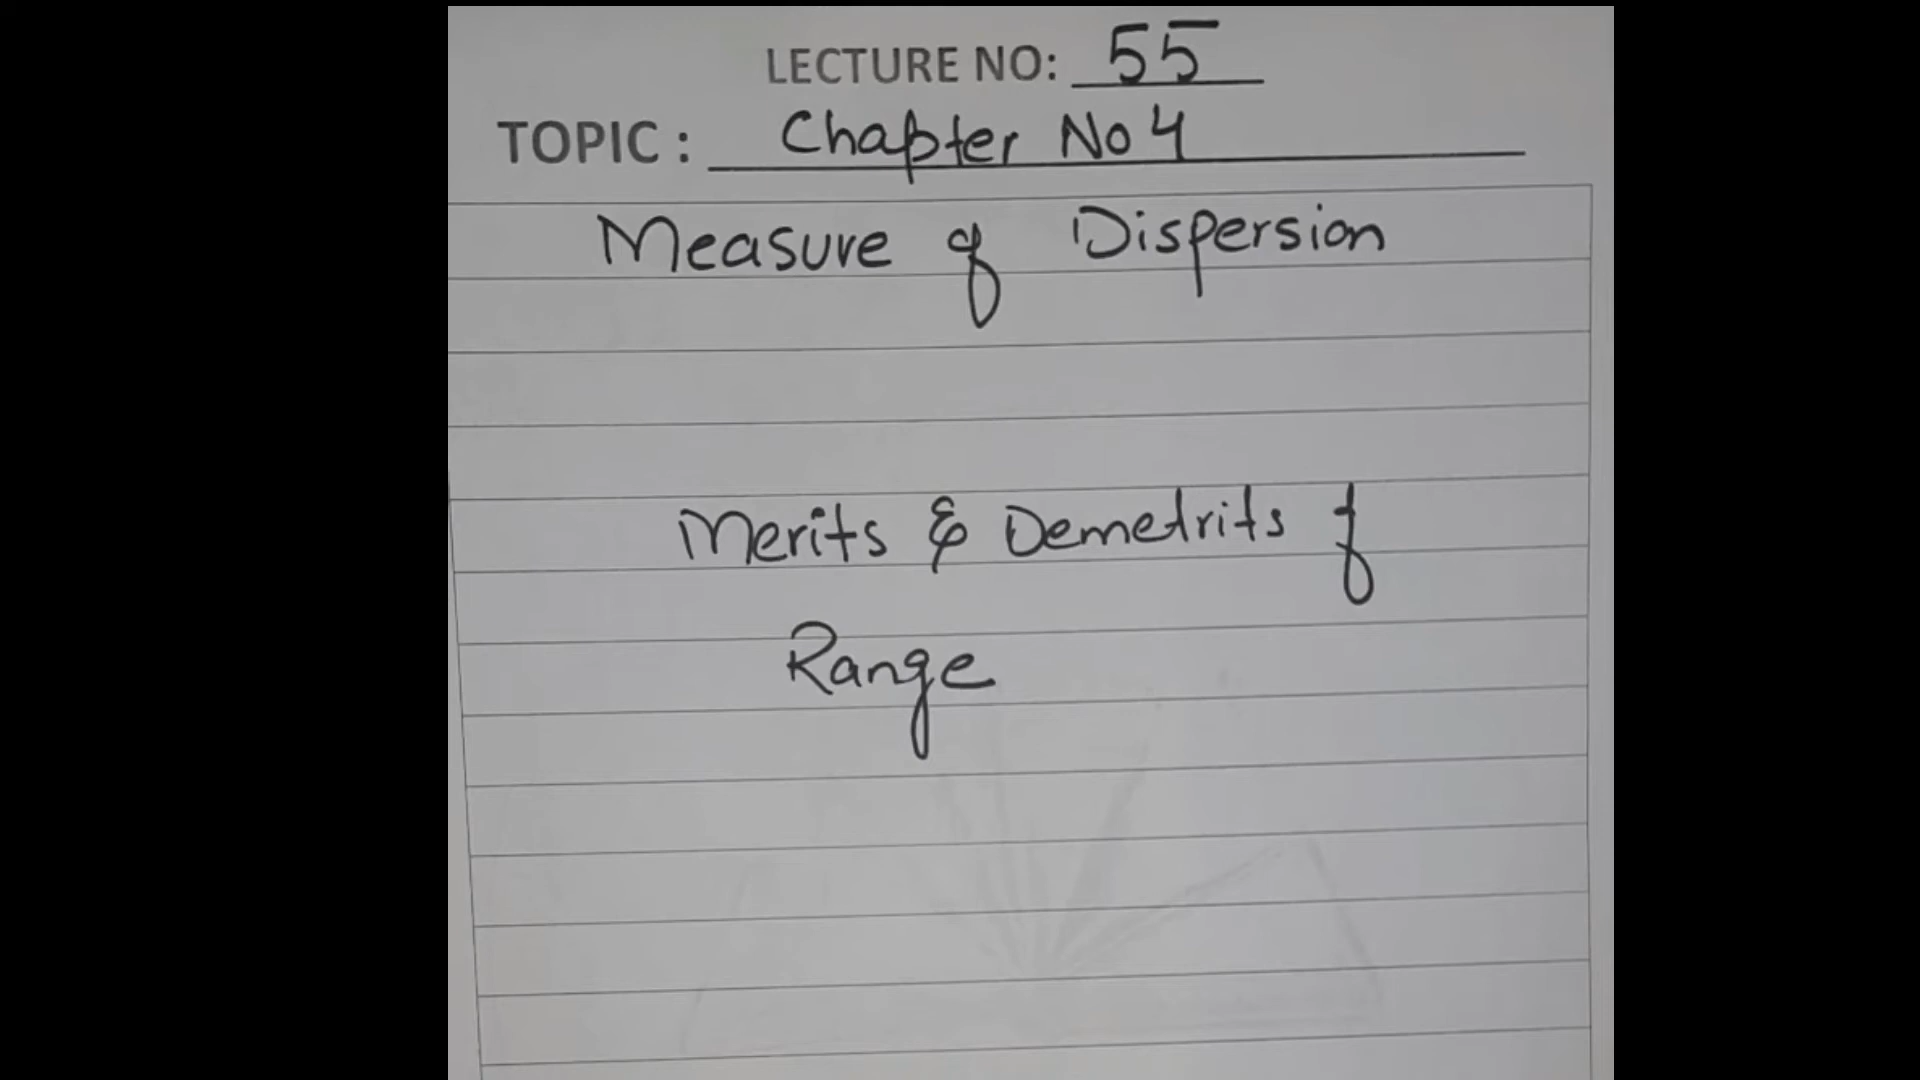 LECTURE NO: 55
TOPIC : Chapter No 4
Measure of Dispersion
Merits & Demetrits of
Range